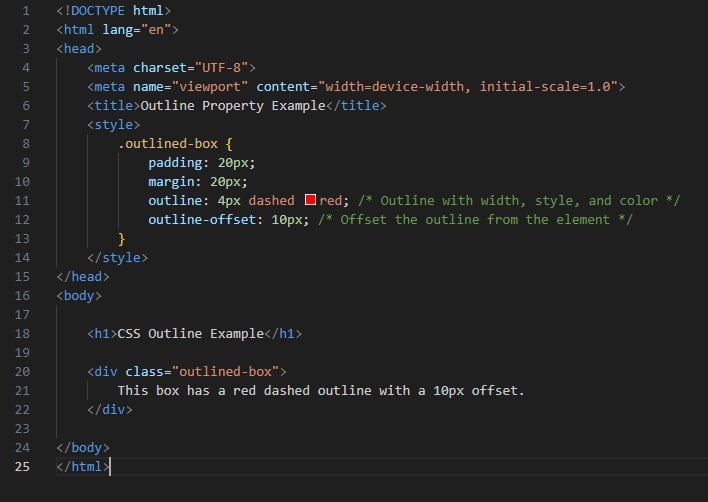 1 <!DOCTYPE html>
2 <html lang="en">
3 <head>
4     <meta charset="UTF-8">
5     <meta name="viewport" content="width=device-width, initial-scale=1.0">
6     <title>Outline Property Example</title>
7     <style>
8         .outlined-box {
9             padding: 20px;
10             margin: 20px;
11             outline: 4px dashed red; /* Outline with width, style, and color */
12             outline-offset: 10px; /* Offset the outline from the element */
13         }
14     </style>
15 </head>
16 <body>
17
18     <h1>CSS Outline Example</h1>
19
20     <div class="outlined-box">
21         This box has a red dashed outline with a 10px offset.
22     </div>
23
24 </body>
25 </html>